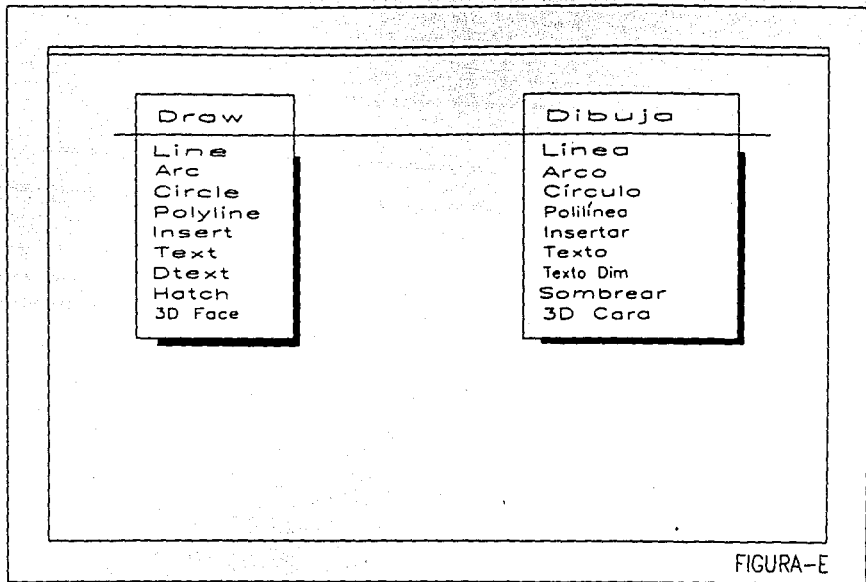 Draw
Line
Arc
Circle
Polyline
Insert
Text
Dtext
Hatch
3D Face
Dibuja
Línea
Arco
Círculo
Polilínea
Insertar
Texto
Texto Dim
Sombrear
3D Cara
FIGURA-E